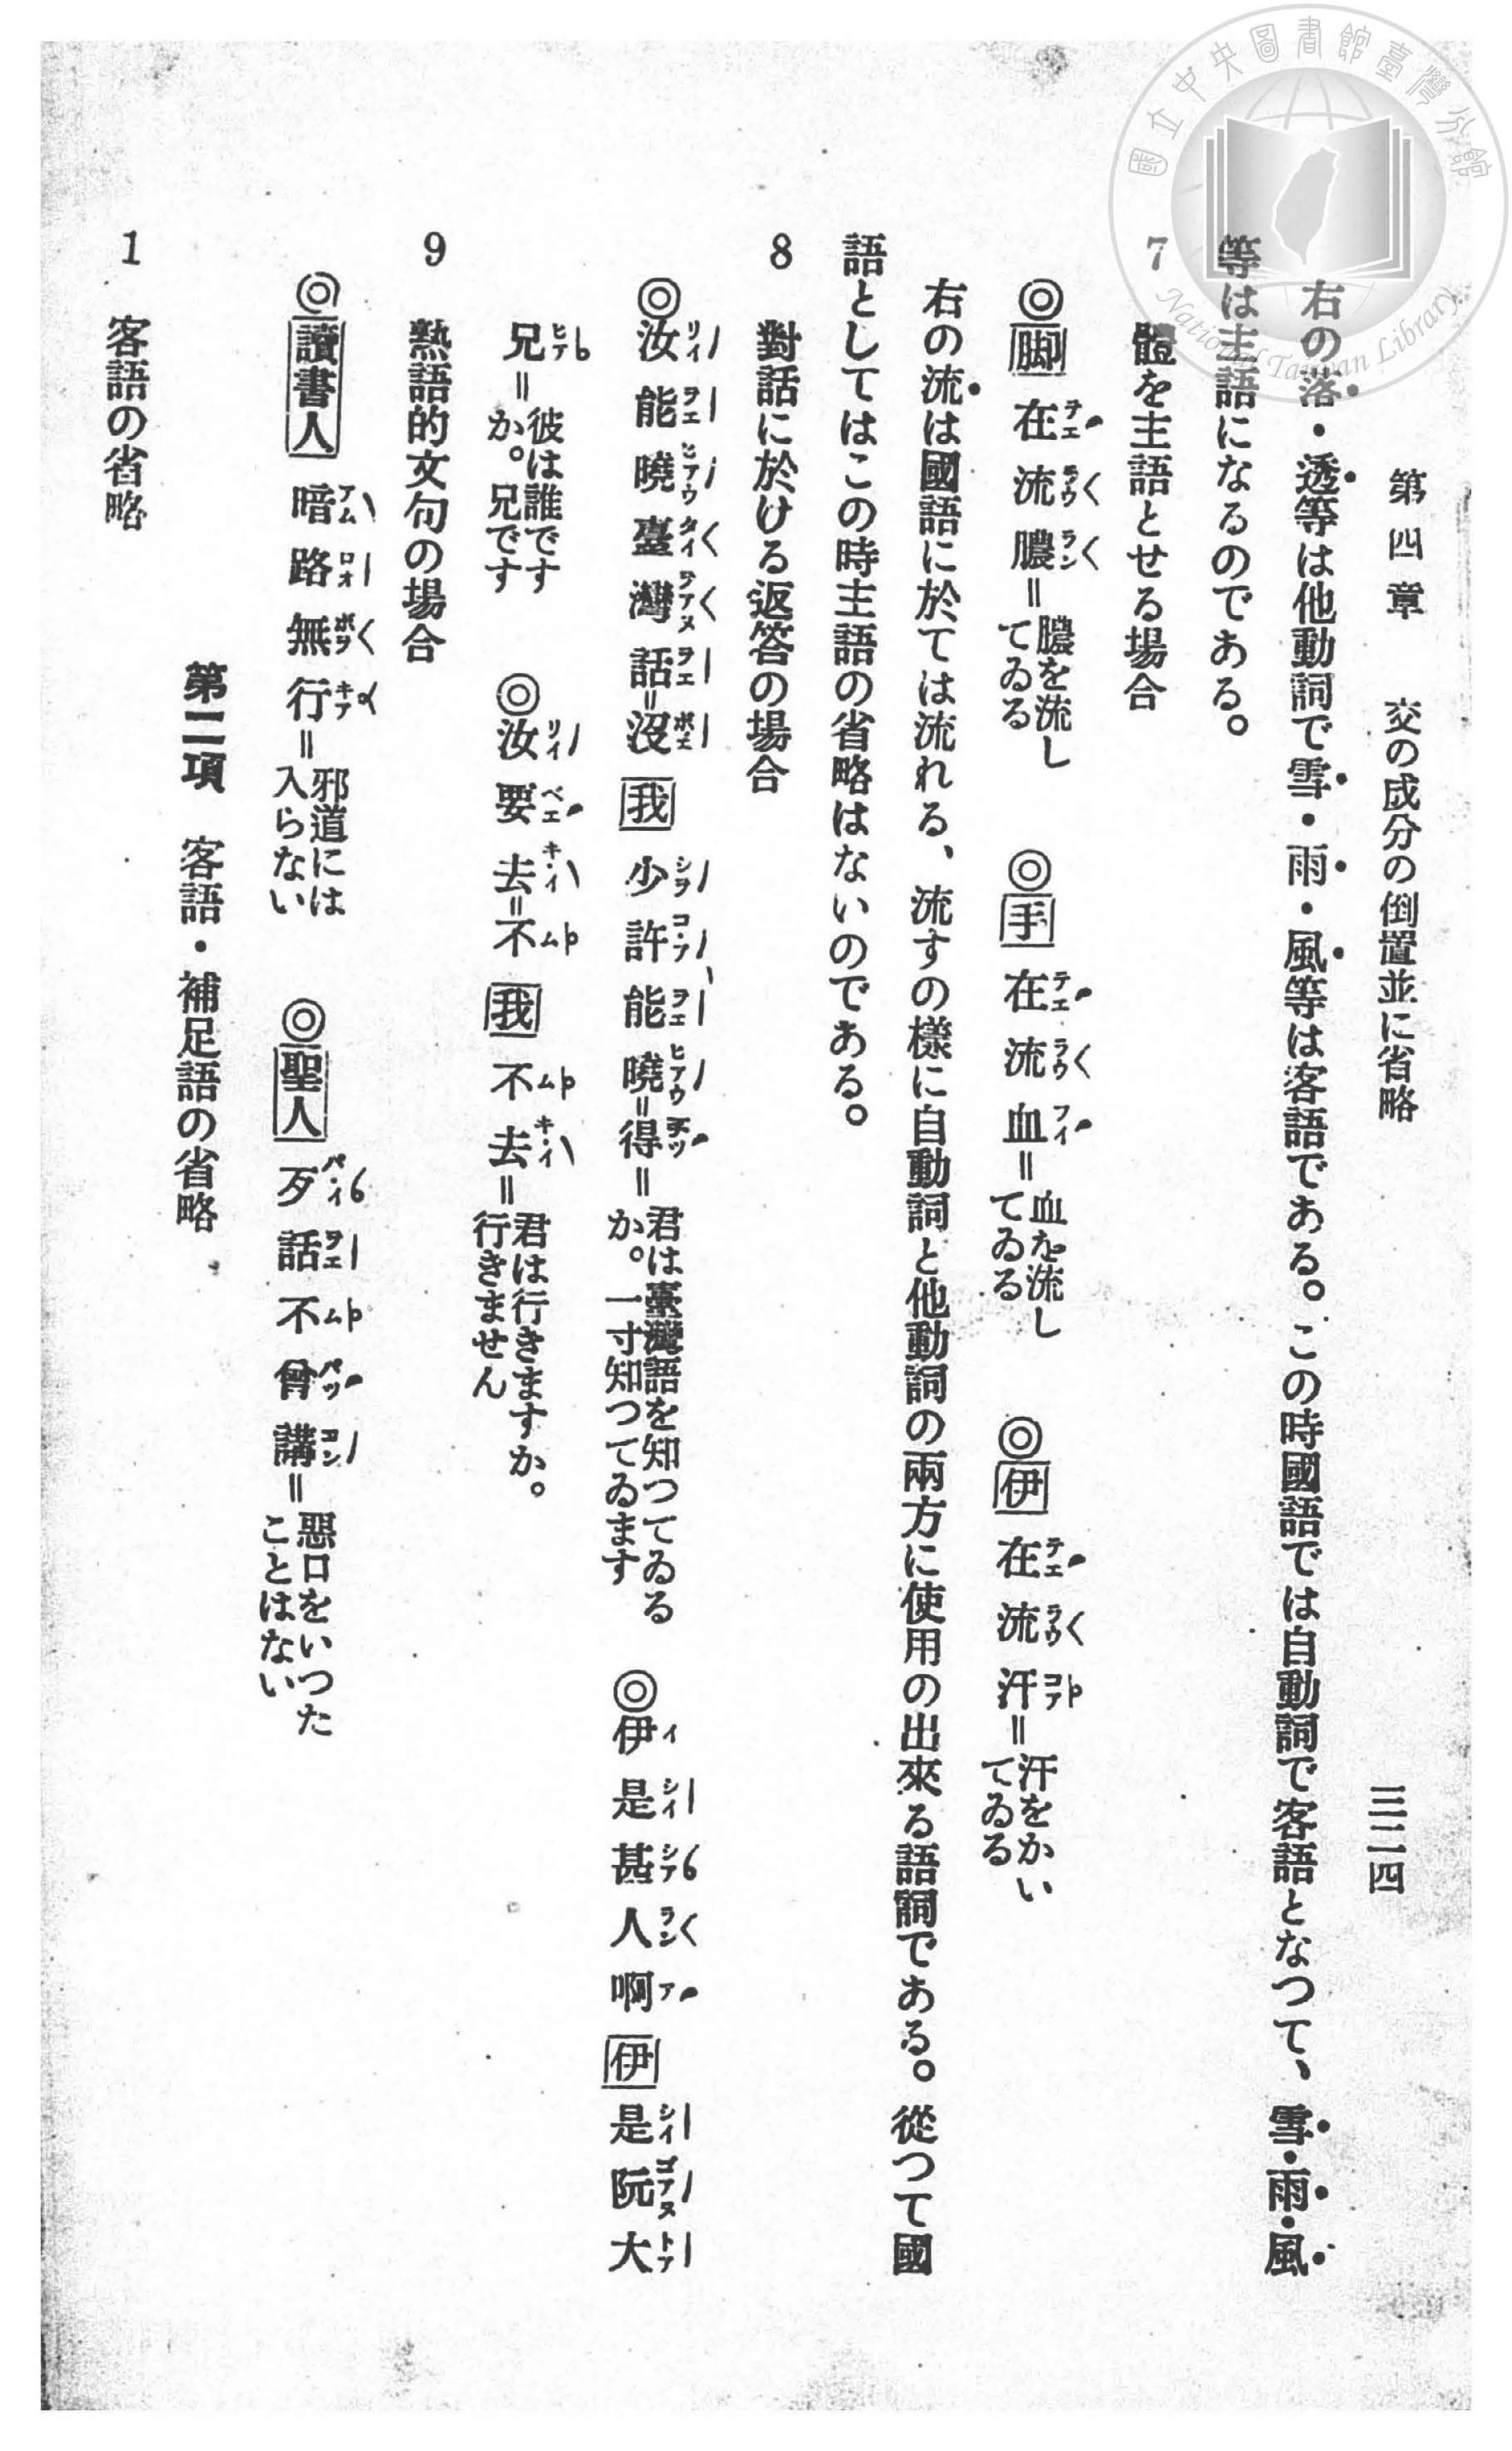 國立中央圖書館臺灣分館
National Taiwan Library
第四章　文の成分の倒置並に省略　三二四
右の落・透等は他動詞で雪・雨・風等は客語である。この時國語では自動詞で客語となつて、雪・雨・風
等は主語になるのである。
7　體を主語とせる場合
◎脚在流膿＝膿を流してゐる　◎手在流血＝血を流してゐる　◎伊在流汗＝汗をかいてゐる
右の流は國語に於ては流れる、流すの樣に自動詞と他動詞の兩方に使用の出來る語詞である。從つて國
語としてはこの時主語の省略はないのである。
8　對話に於ける返答の場合
◎汝能曉臺灣話＝沒我少許、能曉＝得＝君は臺灣語を知つてゐるか。一寸知つてゐます　◎伊是甚人啊伊是阮大
兄＝彼は誰ですか。兄です　◎汝要去＝不我不去＝君は行きますか。行きません
9　熟語的文句の場合
◎讀書人暗路無行＝邪道には入らない　◎聖人歹話不曾講＝惡口をいつたことはない
第二項　客語・補足語の省略
1　客語の省略